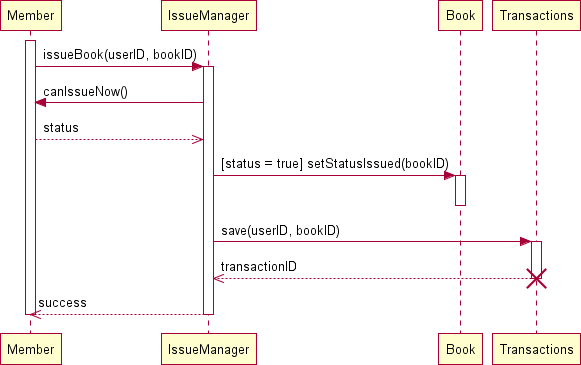 Member IssueManager Book Transactions
issueBook(userID, bookID)
canIssueNow()
status
[status = true] setStatusIssued(bookID)
save(userID, bookID)
transactionID
success
Member IssueManager Book Transactions